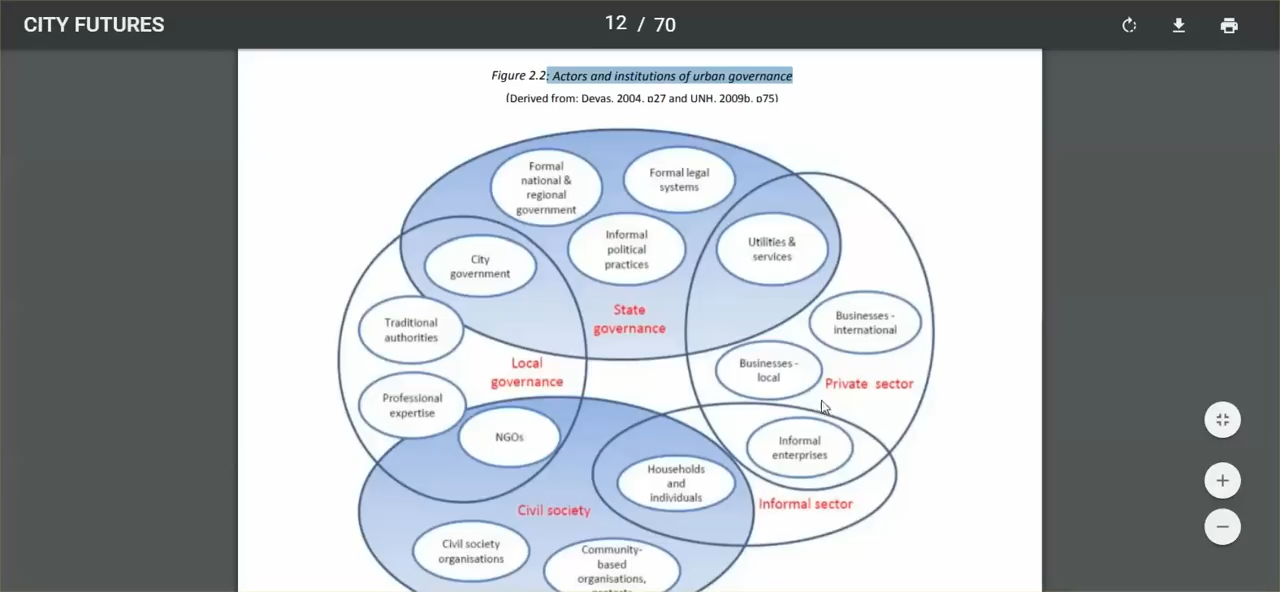 CITY FUTURES
12 / 70
Figure 2.2: Actors and institutions of urban governance
(Derived from: Devas, 2004, p27 and UNH, 2009b, p75)
Formal
national &
regional
government
Formal legal
systems
Informal
political
practices
Utilities &
services
City
government
State
governance
Traditional
authorities
Businesses -
international
Local
governance
Businesses -
local
Private sector
Professional
expertise
NGOs
Informal
enterprises
Households
and
individuals
Informal sector
Civil society
Civil society
organisations
Community-
based
organisations,